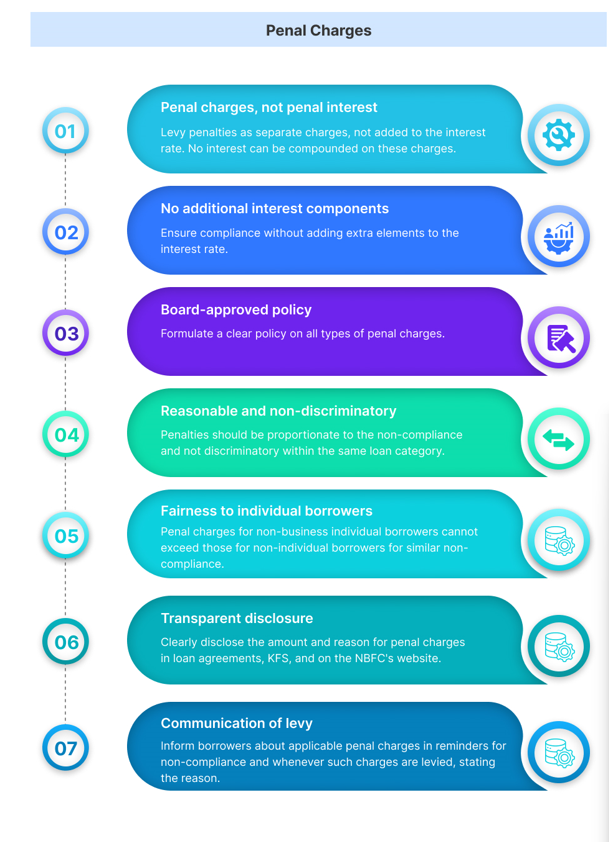 Penal Charges
01
Penal charges, not penal interest
Levy penalties as separate charges, not added to the interest
rate. No interest can be compounded on these charges.
02
No additional interest components
Ensure compliance without adding extra elements to the
interest rate.
03
Board-approved policy
Formulate a clear policy on all types of penal charges.
04
Reasonable and non-discriminatory
Penalties should be proportionate to the non-compliance
and not discriminatory within the same loan category.
05
Fairness to individual borrowers
Penal charges for non-business individual borrowers cannot
exceed those for non-individual borrowers for similar non-
compliance.
06
Transparent disclosure
Clearly disclose the amount and reason for penal charges
in loan agreements, KFS, and on the NBFC's website.
07
Communication of levy
Inform borrowers about applicable penal charges in reminders for
non-compliance and whenever such charges are levied, stating
the reason.